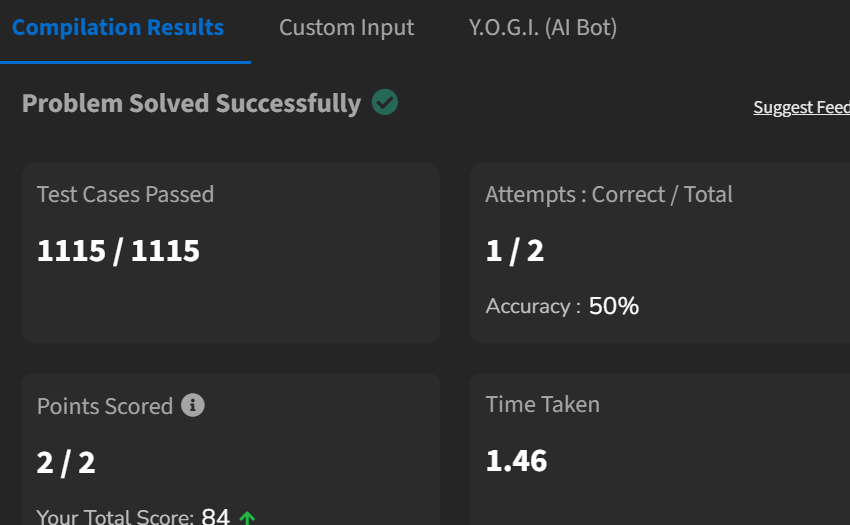 Compilation Results Custom Input Y.O.G.I. (AI Bot)
Problem Solved Successfully
Suggest Feed
Test Cases Passed
1115 / 1115
Attempts : Correct / Total
1 / 2
Accuracy : 50%
Points Scored
2 / 2
Your Total Score: 84
Time Taken
1.46